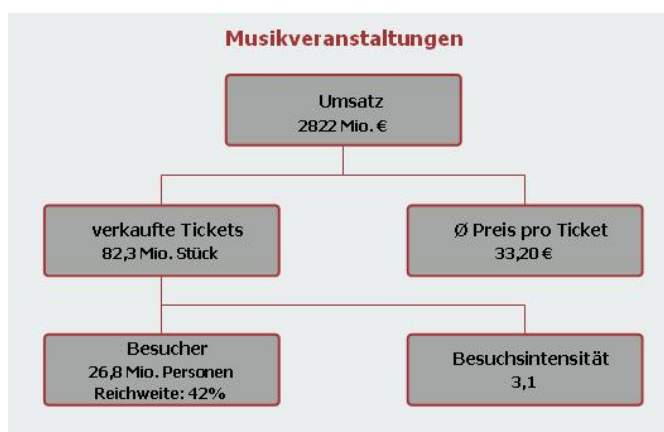 Musikveranstaltungen
Umsatz
2822 Mio. €
verkaufte Tickets
82,3 Mio. Stück
Ø Preis pro Ticket
33,20 €
Besucher
26,8 Mio. Personen
Reichweite: 42%
Besuchsintensität
3,1